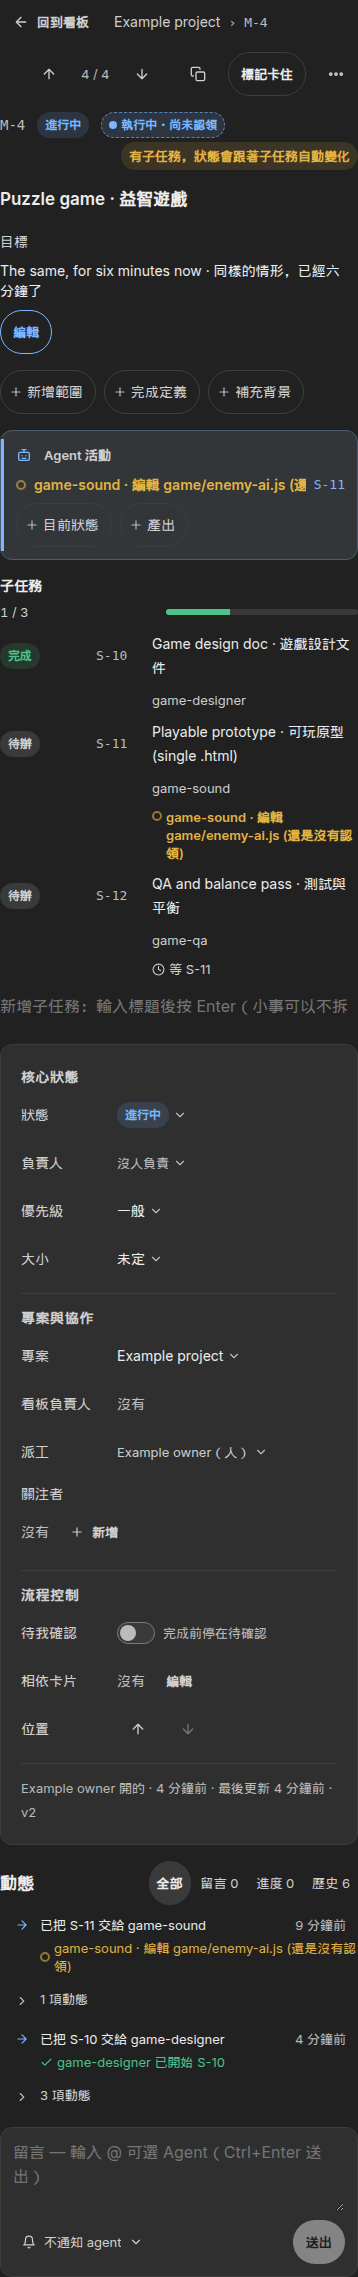 回到看板 Example project › M-4
4 / 4 標記卡住
M-4 進行中 執行中·尚未認領
有子任務，狀態會跟著子任務自動變化
Puzzle game · 益智遊戲
目標
The same, for six minutes now · 同樣的情形，已經六
分鐘了
編輯
新增範圍 完成定義 補充背景
Agent 活動
game-sound · 編輯 game/enemy-ai.js (還 S-11
目前狀態 產出
子任務
1 / 3
完成 S-10 Game design doc · 遊戲設計文
件
game-designer
待辦 S-11 Playable prototype · 可玩原型
(single .html)
game-sound
game-sound · 編輯
game/enemy-ai.js (還是沒有認
領)
待辦 S-12 QA and balance pass · 測試與
平衡
game-qa
等 S-11
新增子任務：輸入標題後按 Enter（小事可以不拆
核心狀態
狀態 進行中
負責人 沒人負責
優先級 一般
大小 未定
專案與協作
專案 Example project
看板負責人 沒有
派工 Example owner（人）
關注者
沒有 新增
流程控制
待我確認 完成前停在待確認
相依卡片 沒有 編輯
位置
Example owner 開的 · 4 分鐘前 · 最後更新 4 分鐘前 ·
v2
動態 全部 留言 0 進度 0 歷史 6
已把 S-11 交給 game-sound 9 分鐘前
game-sound · 編輯 game/enemy-ai.js (還是沒有認
領)
1 項動態
已把 S-10 交給 game-designer 4 分鐘前
game-designer 已開始 S-10
3 項動態
留言 — 輸入 @ 可選 Agent（Ctrl+Enter 送
出）
不通知 agent 送出